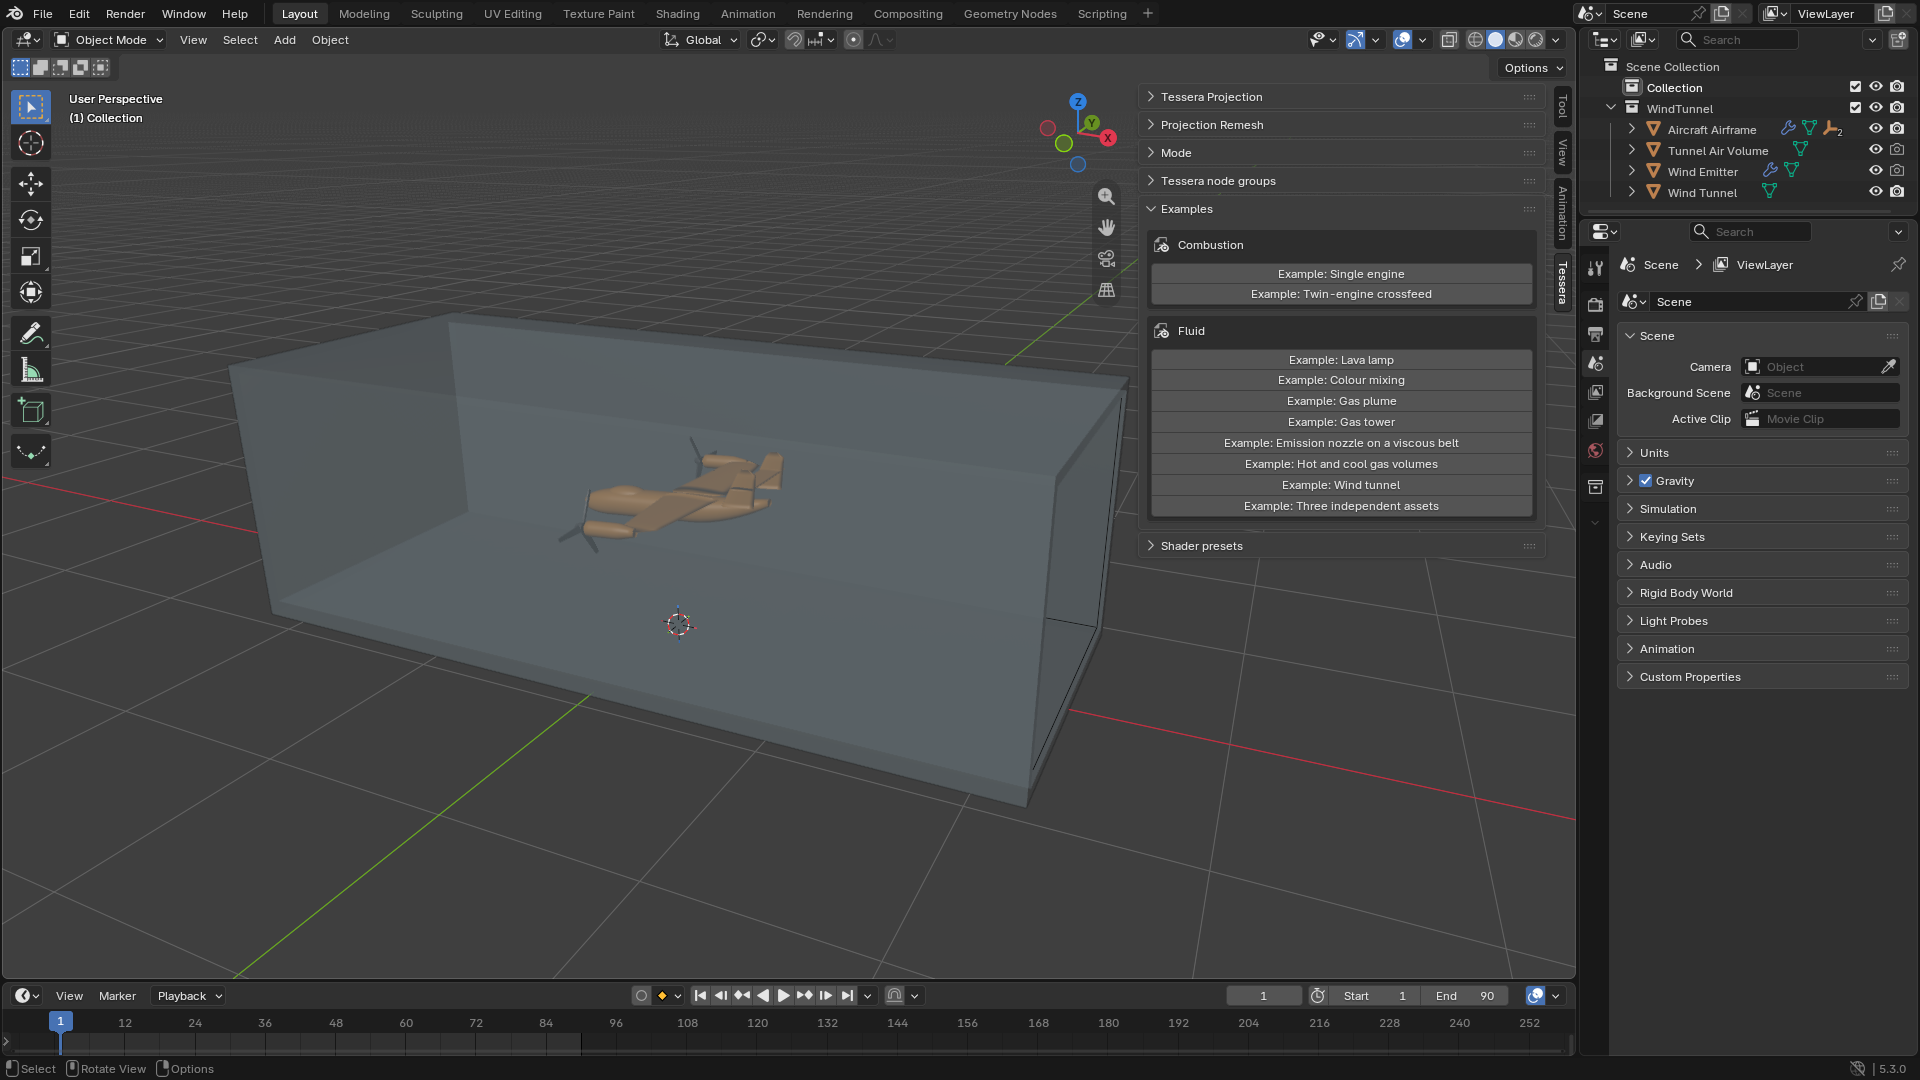 File Edit Render Window Help Layout Modeling Sculpting UV Editing Texture Paint Shading Animation Rendering Compositing Geometry Nodes Scripting Scene ViewLayer
Object Mode View Select Add Object Global Search
Options
User Perspective
(1) Collection
Z
Y
X
Tessera Projection
Projection Remesh
Mode
Tessera node groups
Examples
Combustion
Example: Single engine
Example: Twin-engine crossfeed
Fluid
Example: Lava lamp
Example: Colour mixing
Example: Gas plume
Example: Gas tower
Example: Emission nozzle on a viscous belt
Example: Hot and cool gas volumes
Example: Wind tunnel
Example: Three independent assets
Shader presets
Tool
View
Animation
Tessera
Scene Collection
Collection
WindTunnel
Aircraft Airframe 2
Tunnel Air Volume
Wind Emitter
Wind Tunnel
Search
Scene ViewLayer
Scene
Scene
Camera Object
Background Scene Scene
Active Clip Movie Clip
Units
Gravity
Simulation
Keying Sets
Audio
Rigid Body World
Light Probes
Animation
Custom Properties
View Marker Playback 1 Start 1 End 90
1 12 24 36 48 60 72 84 96 108 120 132 144 156 168 180 192 204 216 228 240 252
Select Rotate View Options 5.3.0